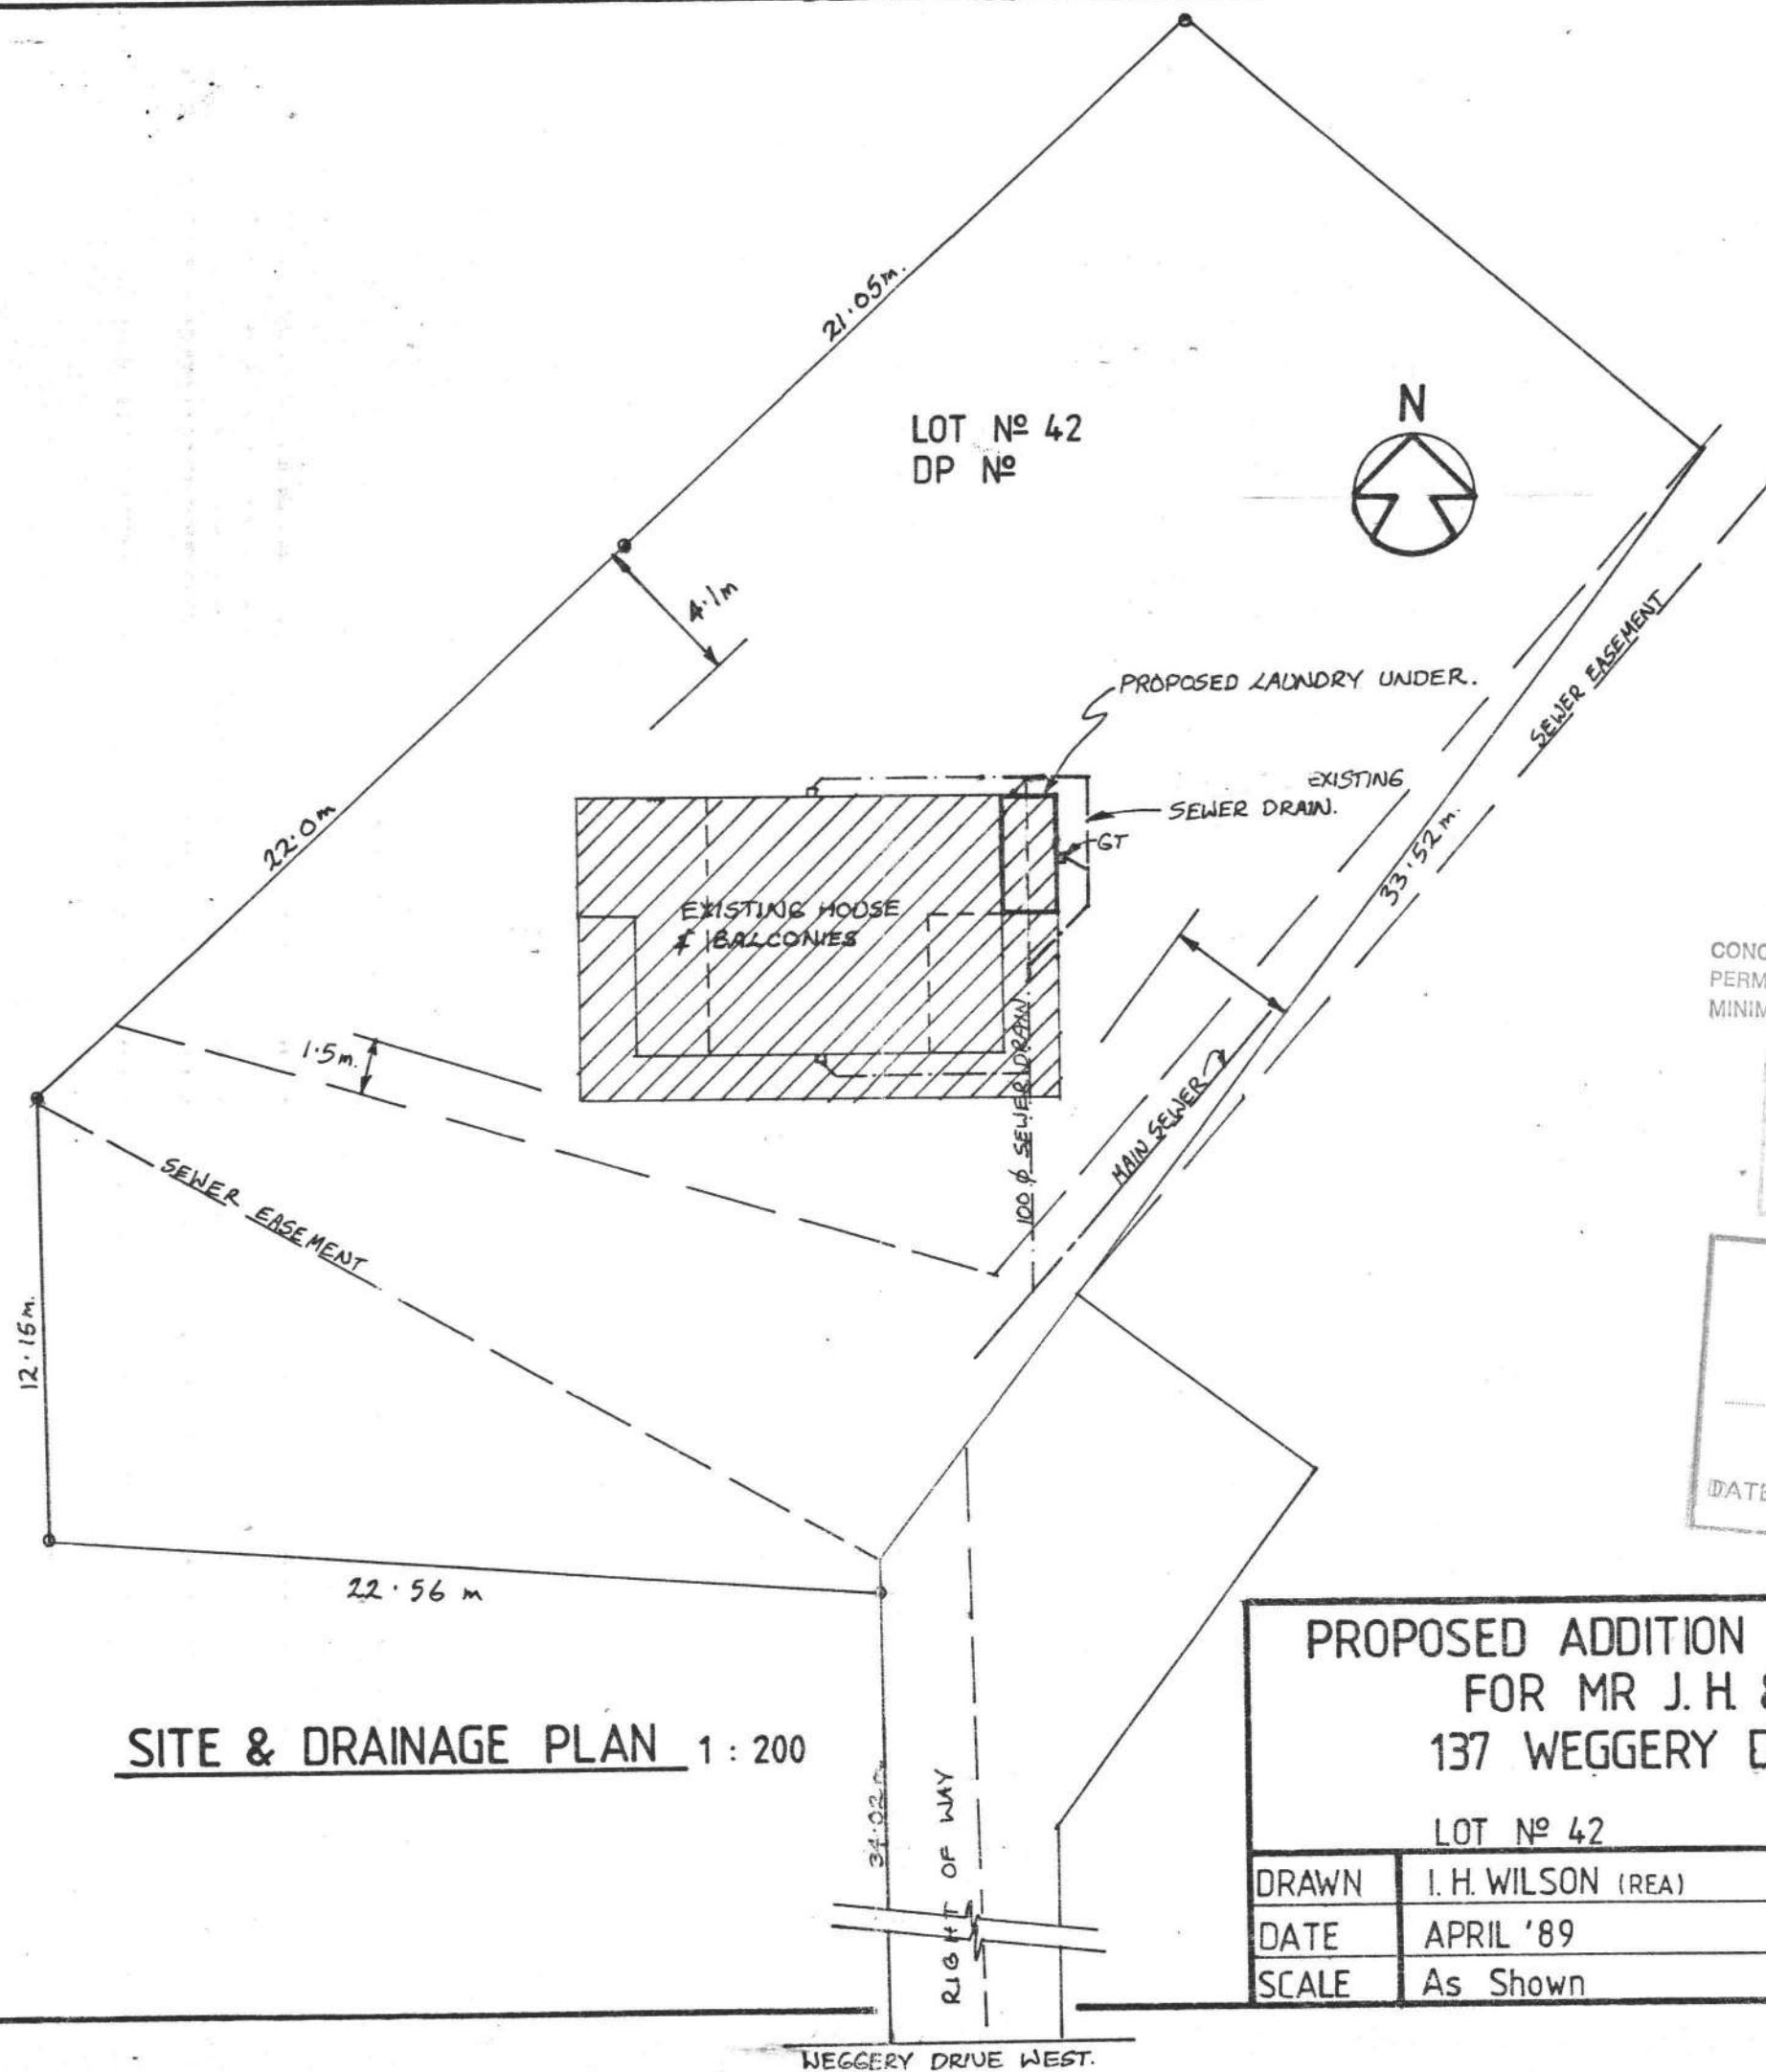 21.05m.
LOT Nº 42
DP Nº
N
4.1m
PROPOSED LAUNDRY UNDER.
SEWER EASEMENT
EXISTING
SEWER DRAIN.
GT
22.0m
33.52m.
EXISTING HOUSE
& BALCONIES
1.5m.
100 ϕ SEWER DRAIN.
MAIN SEWER
SEWER EASEMENT
12.15m.
22.56 m
SITE & DRAINAGE PLAN 1 : 200
34.02m
RIGHT OF WAY
WEGGERY DRIVE WEST.
CONC
PERM
MINIM
DATE
PROPOSED ADDITION
FOR MR J. H. &
137 WEGGERY D
LOT Nº 42
DRAWN I. H. WILSON (REA)
DATE APRIL '89
SCALE As Shown